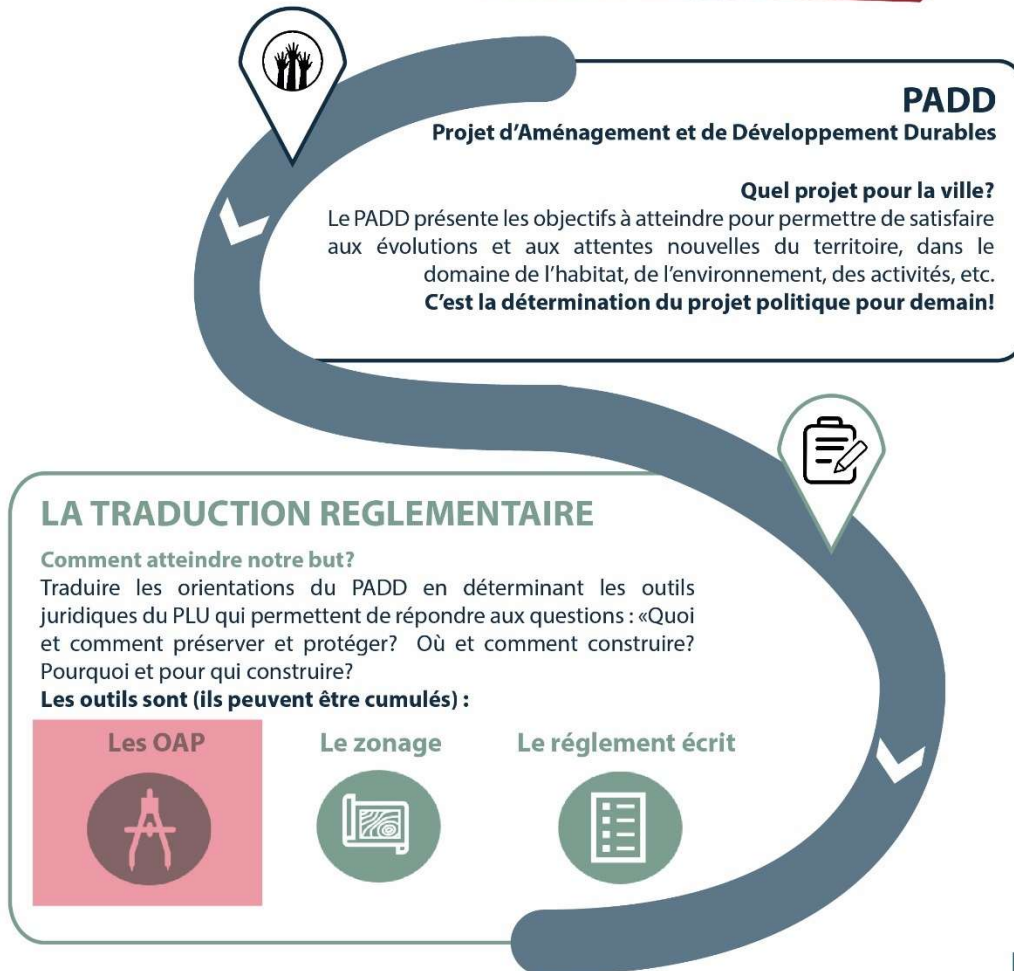 PADD
Projet d'Aménagement et de Développement Durables
Quel projet pour la ville?
Le PADD présente les objectifs à atteindre pour permettre de satisfaire
aux évolutions et aux attentes nouvelles du territoire, dans le
domaine de l'habitat, de l'environnement, des activités, etc.
C'est la détermination du projet politique pour demain!
LA TRADUCTION REGLEMENTAIRE
Comment atteindre notre but?
Traduire les orientations du PADD en déterminant les outils
juridiques du PLU qui permettent de répondre aux questions : «Quoi
et comment préserver et protéger? Où et comment construire?
Pourquoi et pour qui construire?
Les outils sont (ils peuvent être cumulés) :
Les OAP
Le zonage
Le réglement écrit